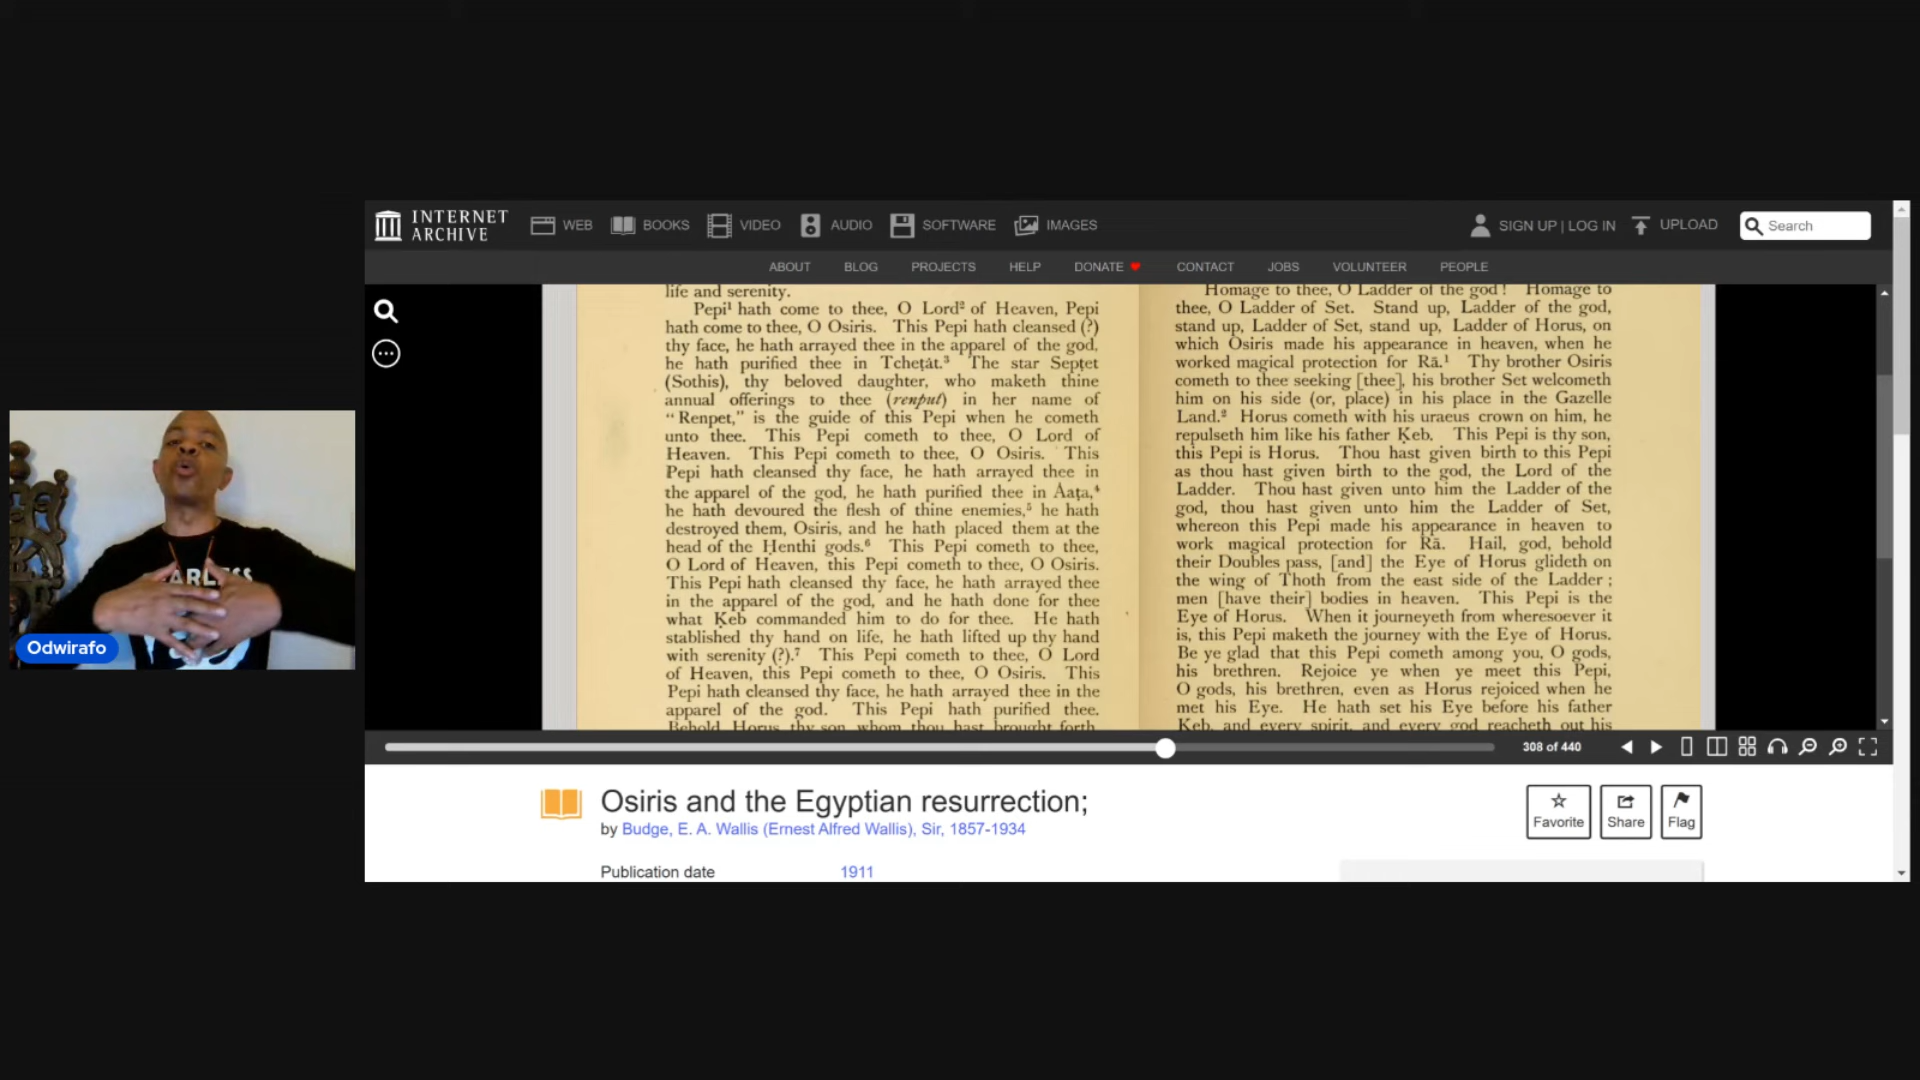 INTERNET
ARCHIVE
WEB
BOOKS
VIDEO
AUDIO
SOFTWARE
IMAGES
SIGN UP | LOG IN
UPLOAD
Search
ABOUT
BLOG
PROJECTS
HELP
DONATE
CONTACT
JOBS
VOLUNTEER
PEOPLE
life and serenity.
Pepi¹ hath come to thee, O Lord² of Heaven, Pepi
hath come to thee, O Osiris. This Pepi hath cleansed (?)
thy face, he hath arrayed thee in the apparel of the god,
he hath purified thee in Tcheṭât.³ The star Sepṭet
(Sothis), thy beloved daughter, who maketh thine
annual offerings to thee (renput) in her name of
“Renpet,” is the guide of this Pepi when he cometh
unto thee. This Pepi cometh to thee, O Lord of
Heaven. This Pepi cometh to thee, O Osiris. This
Pepi hath cleansed thy face, he hath arrayed thee in
the apparel of the god, he hath purified thee in Àaṭa,⁴
he hath devoured the flesh of thine enemies,⁵ he hath
destroyed them, Osiris, and he hath placed them at the
head of the Ḥenthi gods.⁶ This Pepi cometh to thee,
O Lord of Heaven, this Pepi cometh to thee, O Osiris.
This Pepi hath cleansed thy face, he hath arrayed thee
in the apparel of the god, and he hath done for thee
what Ḳeb commanded him to do for thee. He hath
stablished thy hand on life, he hath lifted up thy hand
with serenity (?).⁷ This Pepi cometh to thee, O Lord
of Heaven, this Pepi cometh to thee, O Osiris. This
Pepi hath cleansed thy face, he hath arrayed thee in the
apparel of the god. This Pepi hath purified thee.
Behold Horus thy son, whom thou hast brought forth,
Homage to thee, O Ladder of the god! Homage to
thee, O Ladder of Set. Stand up, Ladder of the god,
stand up, Ladder of Set, stand up, Ladder of Horus, on
which Osiris made his appearance in heaven, when he
worked magical protection for Rā.¹ Thy brother Osiris
cometh to thee seeking [thee], his brother Set welcometh
him on his side (or, place) in his place in the Gazelle
Land.² Horus cometh with his uraeus crown on him, he
repulseth him like his father Ḳeb. This Pepi is thy son,
this Pepi is Horus. Thou hast given birth to this Pepi
as thou hast given birth to the god, the Lord of the
Ladder. Thou hast given unto him the Ladder of the
god, thou hast given unto him the Ladder of Set,
whereon this Pepi made his appearance in heaven to
work magical protection for Rā. Hail, god, behold
their Doubles pass, [and] the Eye of Horus glideth on
the wing of Thoth from the east side of the Ladder;
men [have their] bodies in heaven. This Pepi is the
Eye of Horus. When it journeyeth from wheresoever it
is, this Pepi maketh the journey with the Eye of Horus.
Be ye glad that this Pepi cometh among you, O gods,
his brethren. Rejoice ye when ye meet this Pepi,
O gods, his brethren, even as Horus rejoiced when he
met his Eye. He hath set his Eye before his father
Ḳeb, and every spirit, and every god reacheth out his
308 of 440
ARLESS
Odwirafo
Osiris and the Egyptian resurrection;
by Budge, E. A. Wallis (Ernest Alfred Wallis), Sir, 1857-1934
Favorite
Share
Flag
Publication date 1911